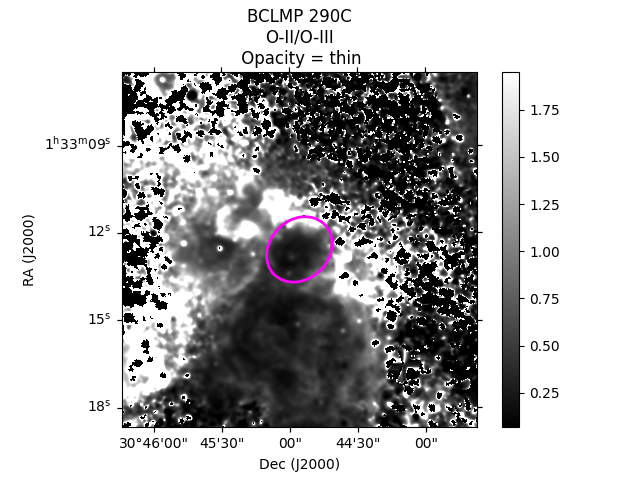 BCLMP 290C
O-II/O-III
Opacity = thin
1h33m09s
12s
15s
18s
RA (J2000)
30°46'00"
45'30"
00"
44'30"
00"
Dec (J2000)
1.75
1.50
1.25
1.00
0.75
0.50
0.25